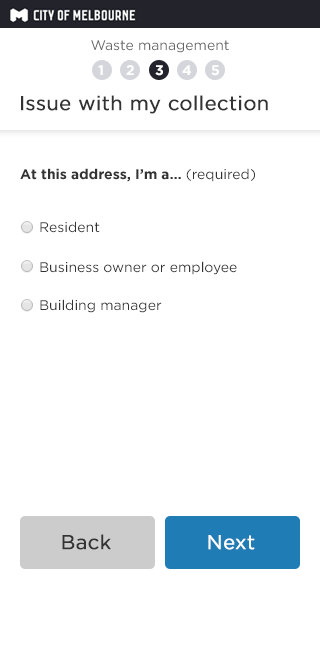 CITY OF MELBOURNE
Waste management
1 2 3 4 5
Issue with my collection
At this address, I'm a... (required)
Resident
Business owner or employee
Building manager
Back Next